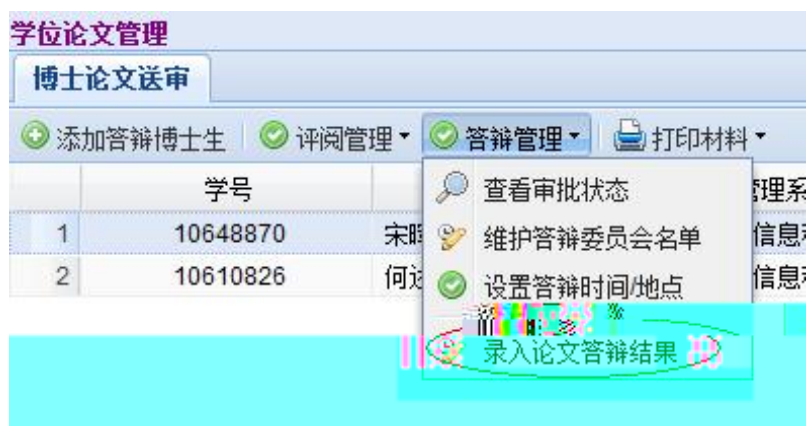 学位论文管理
博士论文送审
添加答辩博士生 评阅管理 答辩管理 打印材料
学号
查看审批状态
管理系
1 10648870 宋
维护答辩委员会名单
信息
2 10610826 何
设置答辩时间/地点
信息
录入论文答辩结果